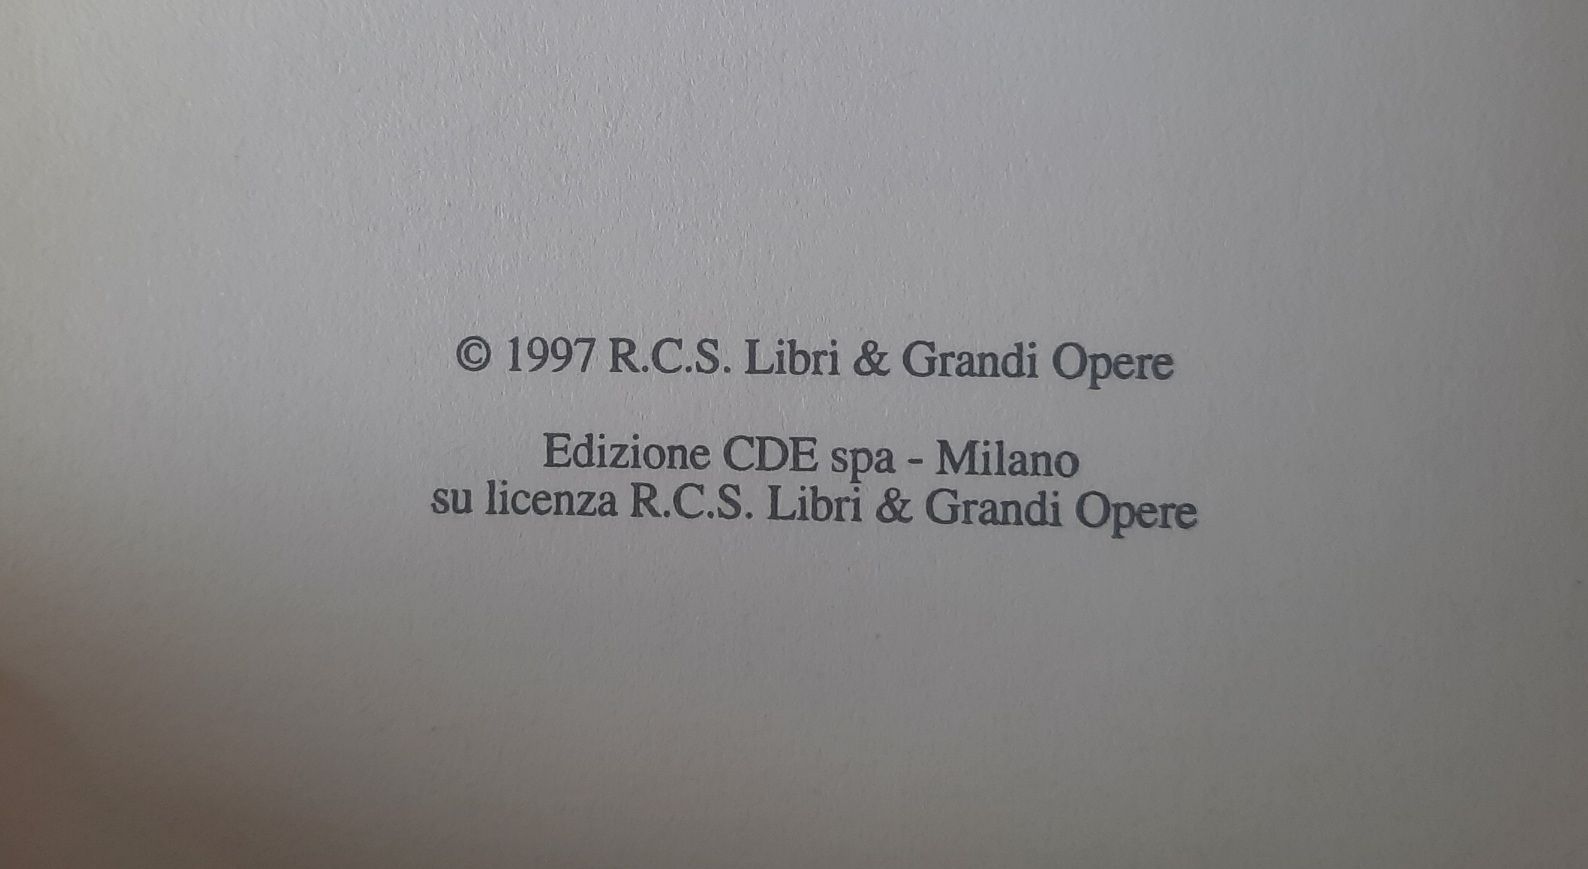 © 1997 R.C.S. Libri & Grandi Opere
Edizione CDE spa - Milano
su licenza R.C.S. Libri & Grandi Opere